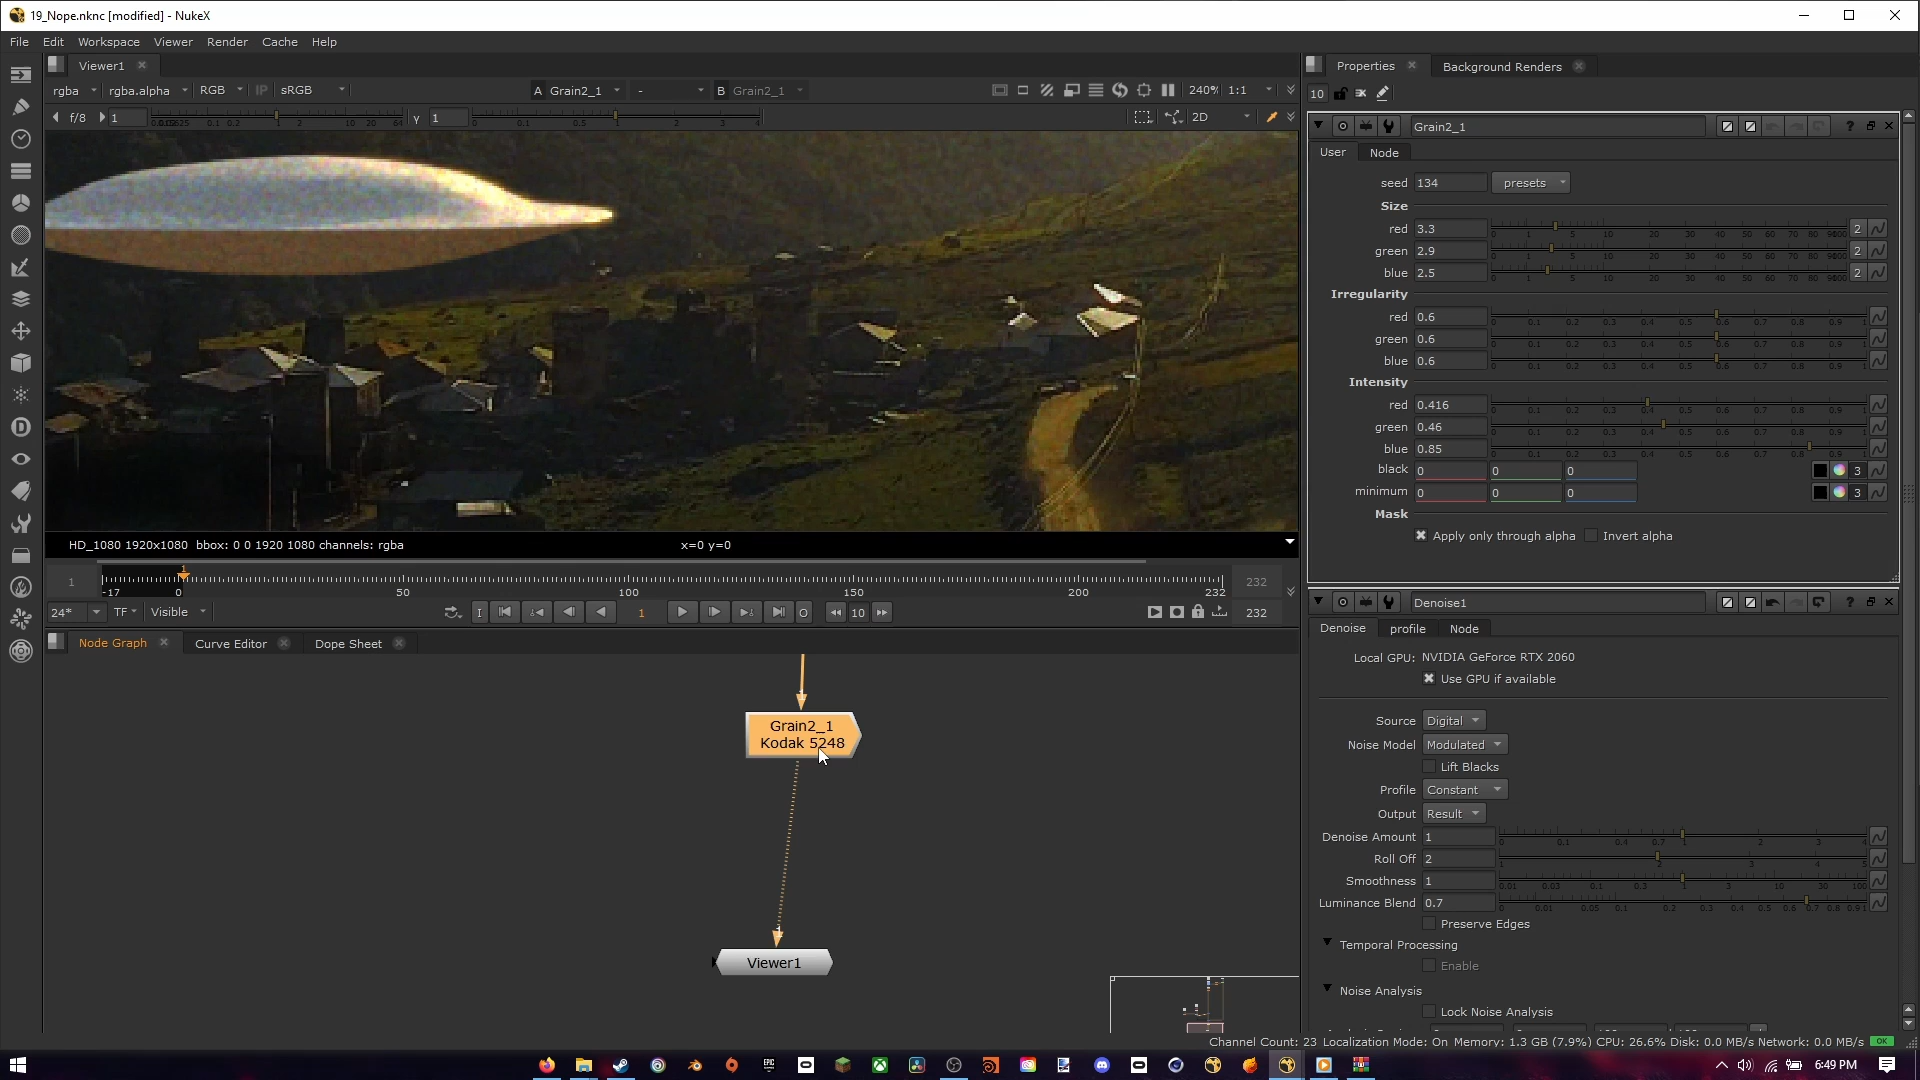 19_Nope.nknc [modified] - NukeX
File Edit Workspace Viewer Render Cache Help
Viewer1
rgba rgba.alpha RGB IP sRGB A Grain2_1 - B Grain2_1 240% 1:1
f/8 1 γ 1 2D
HD_1080 1920x1080 bbox: 0 0 1920 1080 channels: rgba x=0 y=0
1 1 232
-17 0 50 100 150 200 232
24* TF Visible I 1 O 10 232
Node Graph Curve Editor Dope Sheet
Grain2_1
Kodak 5248
Viewer1
Properties Background Renders
10
Grain2_1
User Node
seed 134 presets
Size
red 3.3 2
green 2.9 2
blue 2.5 2
Irregularity
red 0.6
green 0.6
blue 0.6
Intensity
red 0.416
green 0.46
blue 0.85
black 0 0 0 3
minimum 0 0 0 3
Mask
Apply only through alpha Invert alpha
Denoise1
Denoise profile Node
Local GPU: NVIDIA GeForce RTX 2060
Use GPU if available
Source Digital
Noise Model Modulated
Lift Blacks
Profile Constant
Output Result
Denoise Amount 1
Roll Off 2
Smoothness 1
Luminance Blend 0.7
Preserve Edges
Temporal Processing
Enable
Noise Analysis
Lock Noise Analysis
Channel Count: 23 Localization Mode: On Memory: 1.3 GB (7.9%) CPU: 26.6% Disk: 0.0 MB/s Network: 0.0 MB/s OK
6:49 PM